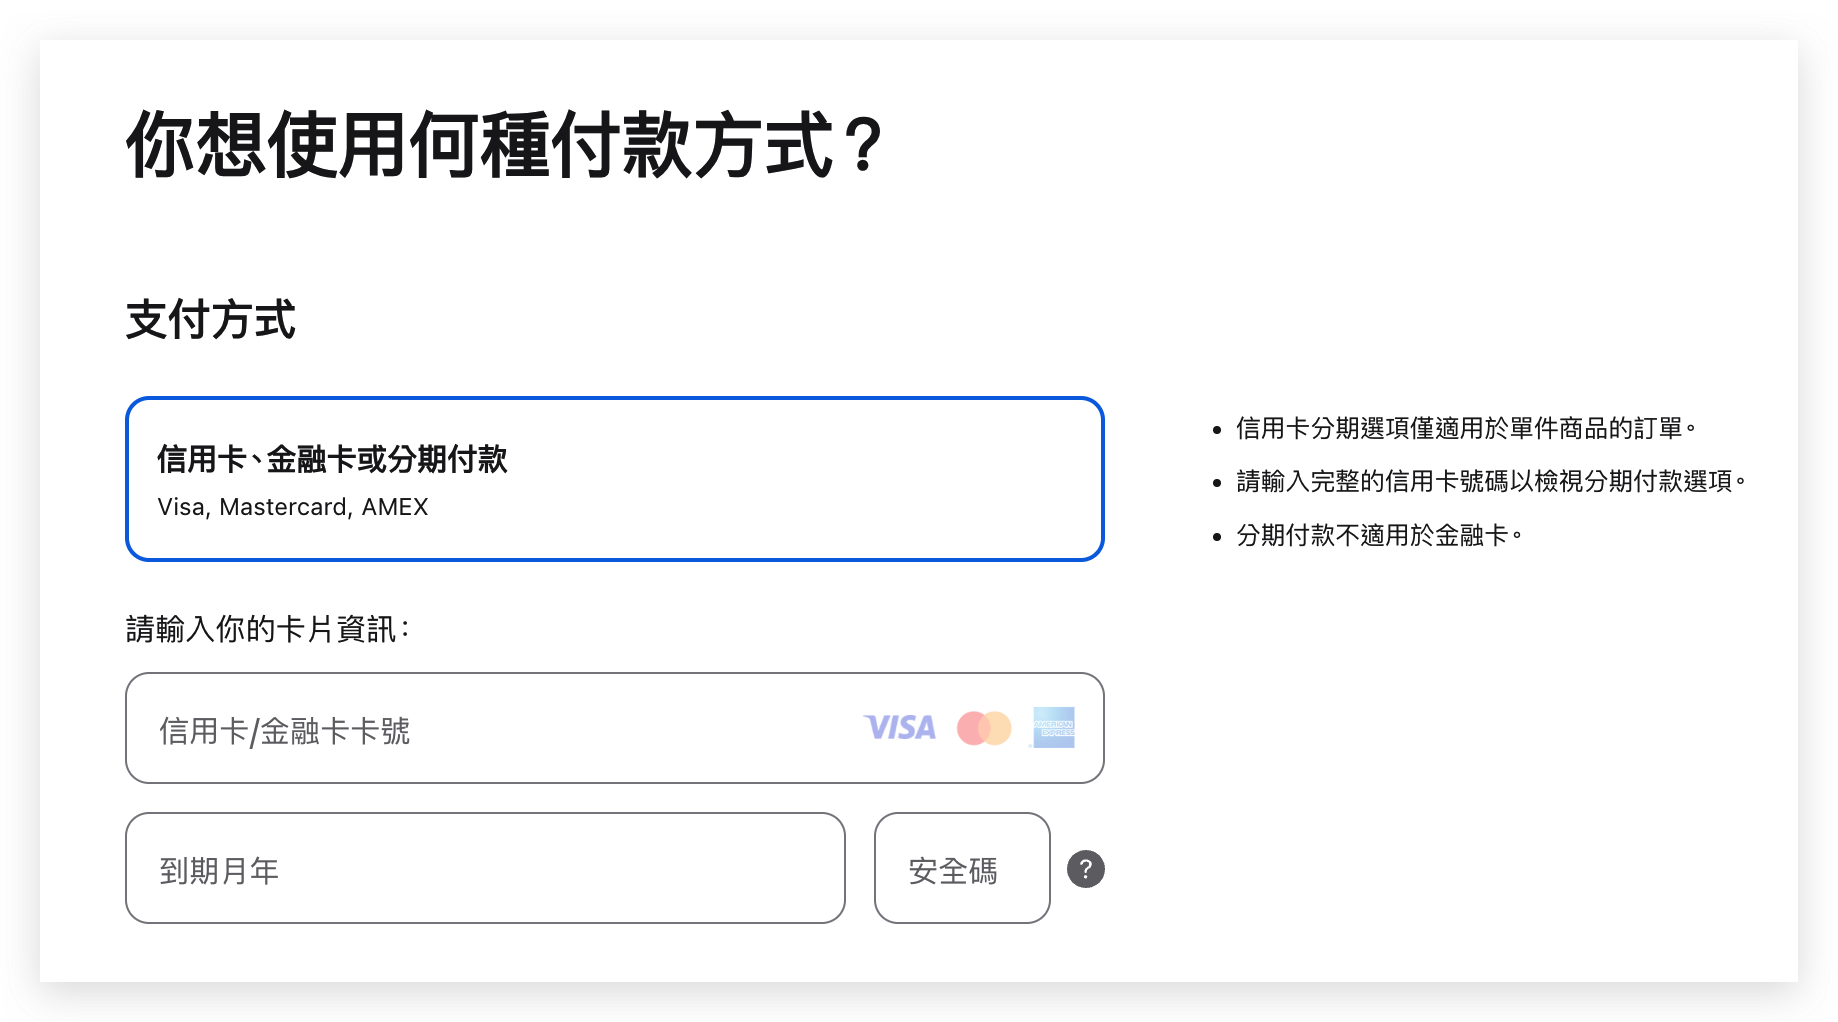 你想使用何種付款方式？
支付方式
信用卡、金融卡或分期付款
Visa, Mastercard, AMEX
• 信用卡分期選項僅適用於單件商品的訂單。
• 請輸入完整的信用卡號碼以檢視分期付款選項。
• 分期付款不適用於金融卡。
請輸入你的卡片資訊：
信用卡/金融卡卡號
VISA
AMERICAN EXPRESS
到期月年
安全碼
?